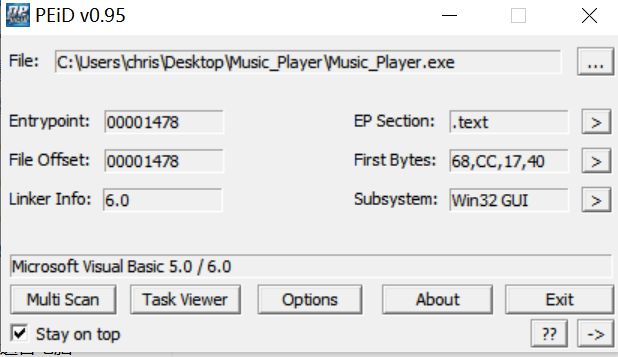 PEiD v0.95
File: C:\Users\chris\Desktop\Music_Player\Music_Player.exe ...
Entrypoint: 00001478 EP Section: .text >
File Offset: 00001478 First Bytes: 68,CC,17,40 >
Linker Info: 6.0 Subsystem: Win32 GUI >
Microsoft Visual Basic 5.0 / 6.0
Multi Scan Task Viewer Options About Exit
Stay on top ?? ->